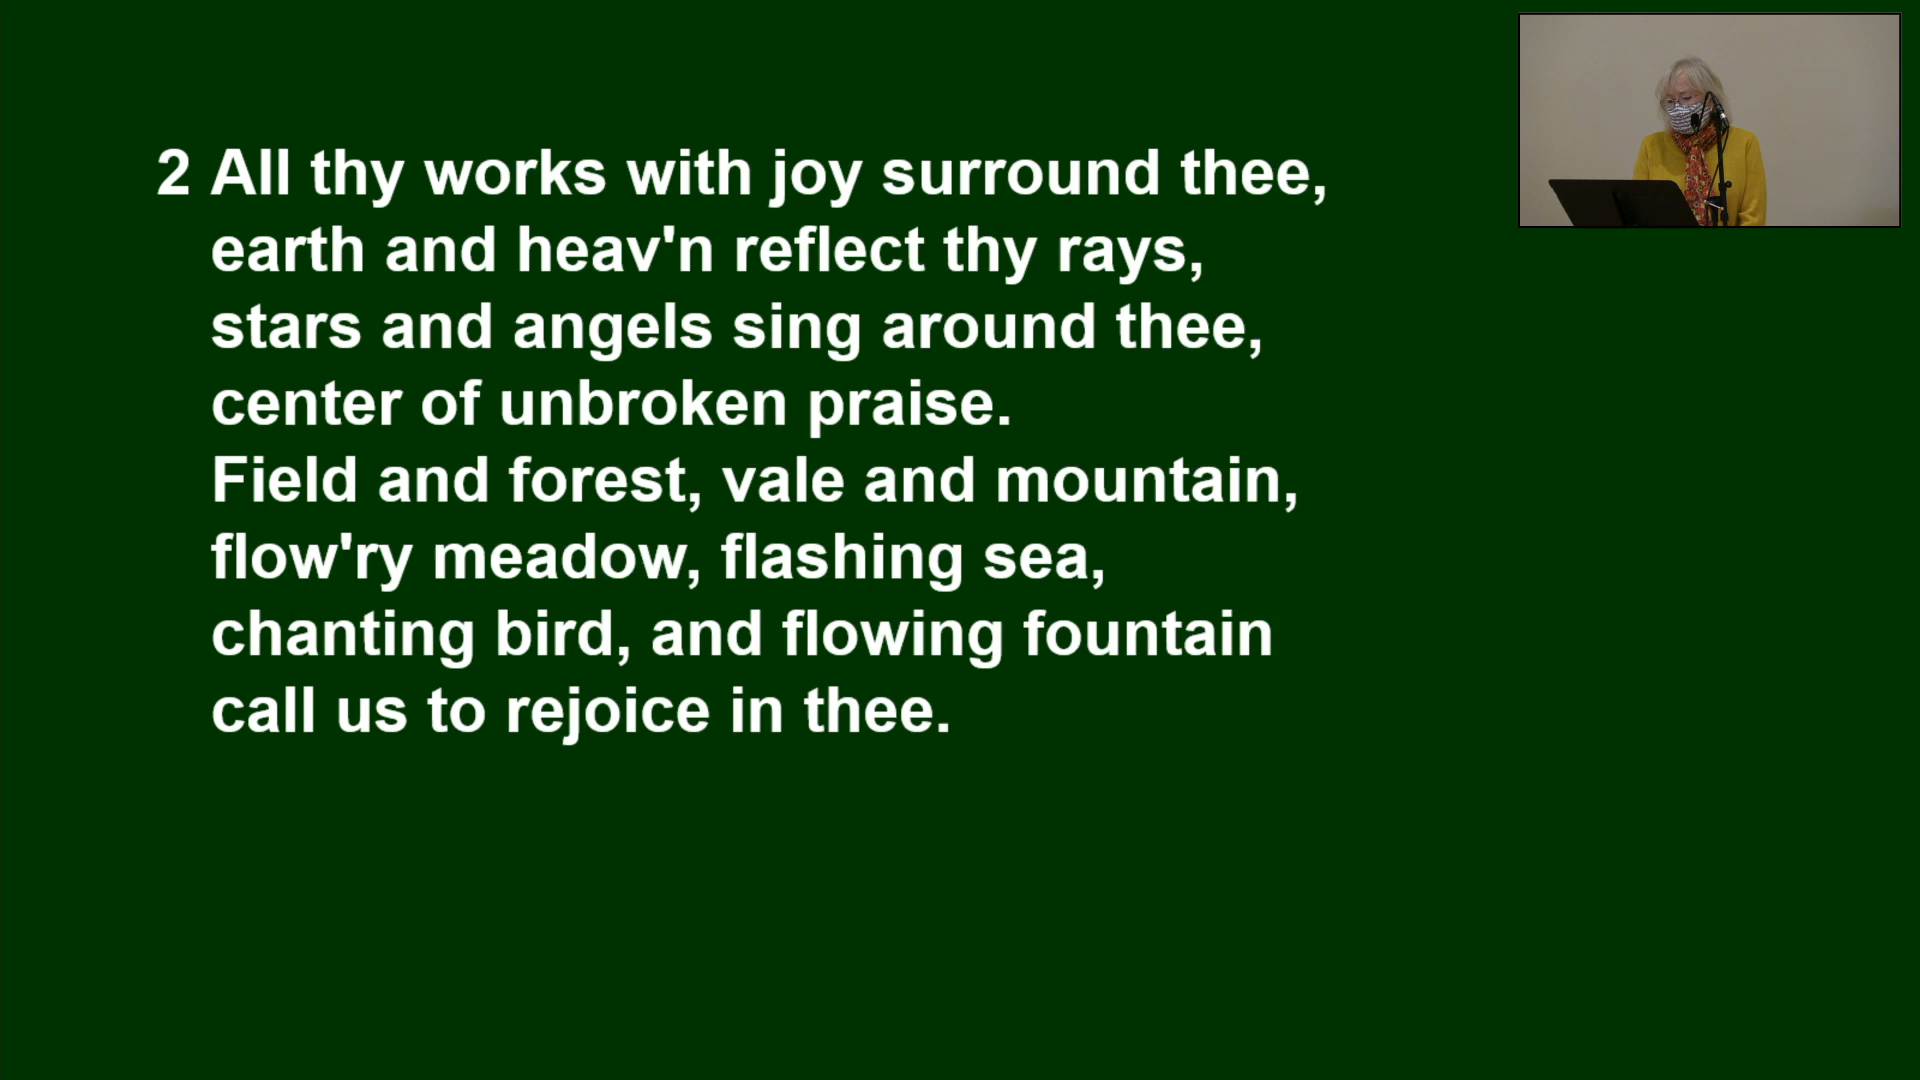 2 All thy works with joy surround thee,
earth and heav'n reflect thy rays,
stars and angels sing around thee,
center of unbroken praise.
Field and forest, vale and mountain,
flow'ry meadow, flashing sea,
chanting bird, and flowing fountain
call us to rejoice in thee.